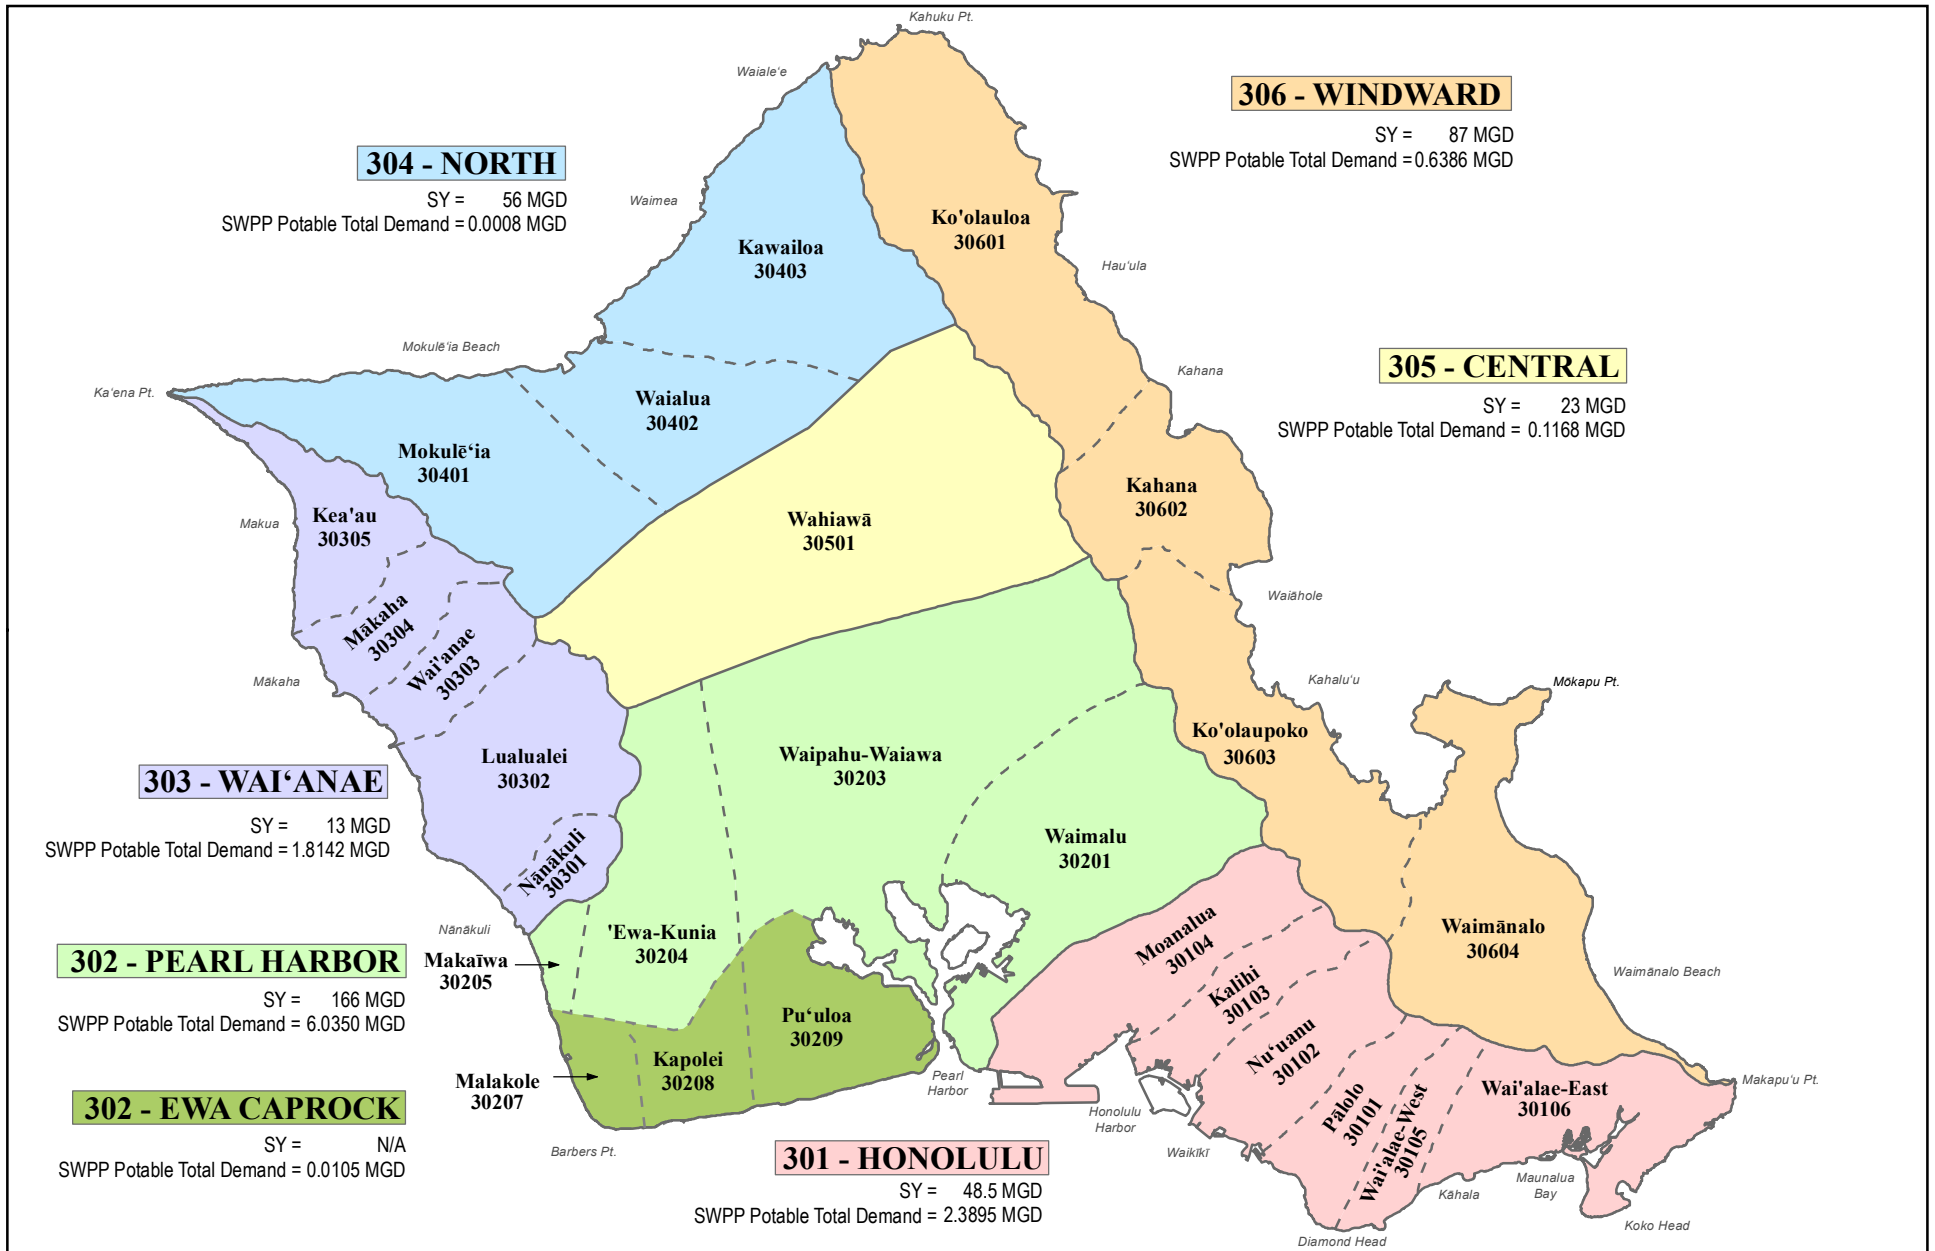 Kahuku Pt.
Waiale'e
306 - WINDWARD
SY = 87 MGD
SWPP Potable Total Demand = 0.6386 MGD
304 - NORTH
SY = 56 MGD
SWPP Potable Total Demand = 0.0008 MGD
Waimea
Kawailoa
30403
Ko'olauloa
30601
Hau'ula
Mokulē'ia Beach
Kahana
305 - CENTRAL
SY = 23 MGD
SWPP Potable Total Demand = 0.1168 MGD
Ka'ena Pt.
Waialua
30402
Mokulē‘ia
30401
Kahana
30602
Makua
Kea'au
30305
Wahiawā
30501
Waiāhole
Mākaha
30304
Wai'anae
30303
Mākaha
Kahalu'u
Mōkapu Pt.
Ko'olaupoko
30603
Lualualei
30302
Waipahu-Waiawa
30203
303 - WAI‘ANAE
SY = 13 MGD
SWPP Potable Total Demand = 1.8142 MGD
Nānākuli
30301
Waimalu
30201
Nānākuli
'Ewa-Kunia
30204
Makaīwa
30205
Moanalua
30104
Waimānalo
30604
Waimānalo Beach
302 - PEARL HARBOR
SY = 166 MGD
SWPP Potable Total Demand = 6.0350 MGD
Kalihi
30103
Pu‘uloa
30209
Nu‘uanu
30102
Kapolei
30208
Malakole
30207
Pearl
Harbor
Honolulu
Harbor
Pālolo
30101
Wai'alae-West
30105
Wai'alae-East
30106
Makapu'u Pt.
302 - EWA CAPROCK
SY = N/A
SWPP Potable Total Demand = 0.0105 MGD
Barbers Pt.
301 - HONOLULU
SY = 48.5 MGD
SWPP Potable Total Demand = 2.3895 MGD
Waikīkī
Kāhala
Maunalua
Bay
Koko Head
Diamond Head